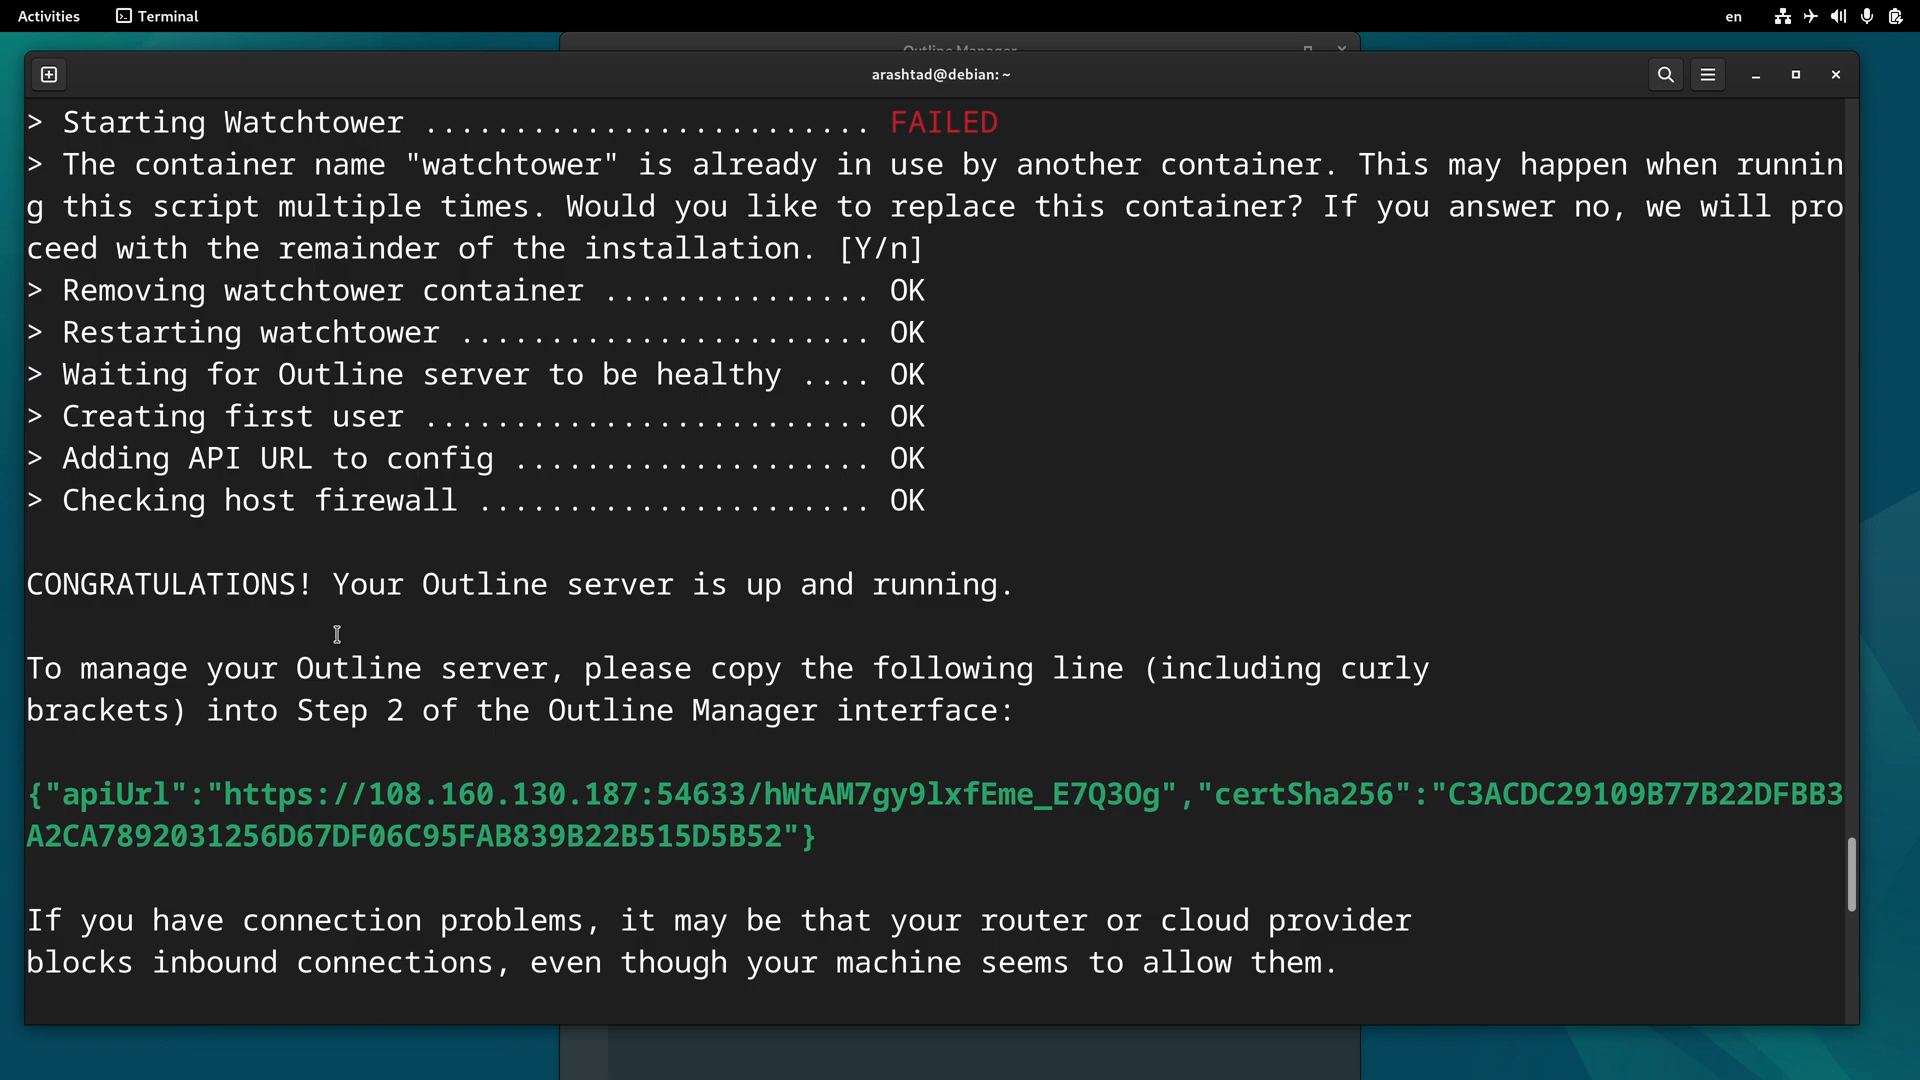 Activities Terminal en
Outline Manager
arashtad@debian: ~
> Starting Watchtower ......................... FAILED
> The container name "watchtower" is already in use by another container. This may happen when runnin
g this script multiple times. Would you like to replace this container? If you answer no, we will pro
ceed with the remainder of the installation. [Y/n]
> Removing watchtower container ............... OK
> Restarting watchtower ....................... OK
> Waiting for Outline server to be healthy .... OK
> Creating first user ......................... OK
> Adding API URL to config .................... OK
> Checking host firewall ...................... OK
CONGRATULATIONS! Your Outline server is up and running.
To manage your Outline server, please copy the following line (including curly
brackets) into Step 2 of the Outline Manager interface:
{"apiUrl":"https://108.160.130.187:54633/hWtAM7gy9lxfEme_E7Q3Og","certSha256":"C3ACDC29109B77B22DFBB3
A2CA7892031256D67DF06C95FAB839B22B515D5B52"}
If you have connection problems, it may be that your router or cloud provider
blocks inbound connections, even though your machine seems to allow them.